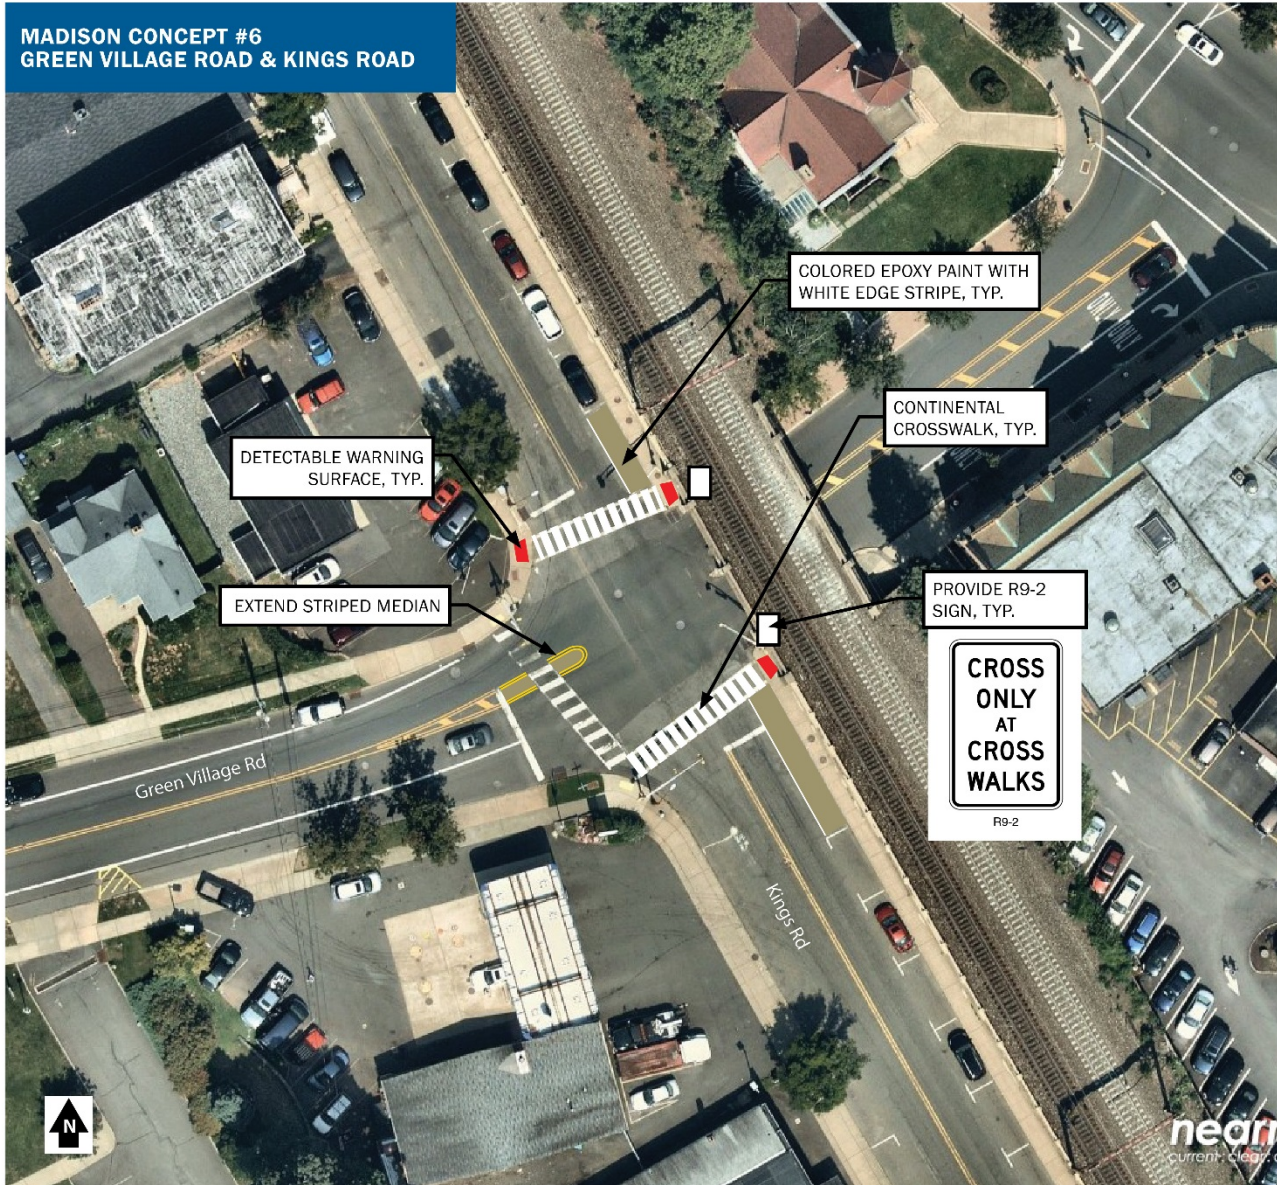 MADISON CONCEPT #6
GREEN VILLAGE ROAD & KINGS ROAD
COLORED EPOXY PAINT WITH
WHITE EDGE STRIPE, TYP.
CONTINENTAL
CROSSWALK, TYP.
DETECTABLE WARNING
SURFACE, TYP.
EXTEND STRIPED MEDIAN
PROVIDE R9-2
SIGN, TYP.
CROSS
ONLY
AT
CROSS
WALKS
R9-2
Green Village Rd
Kings Rd
N